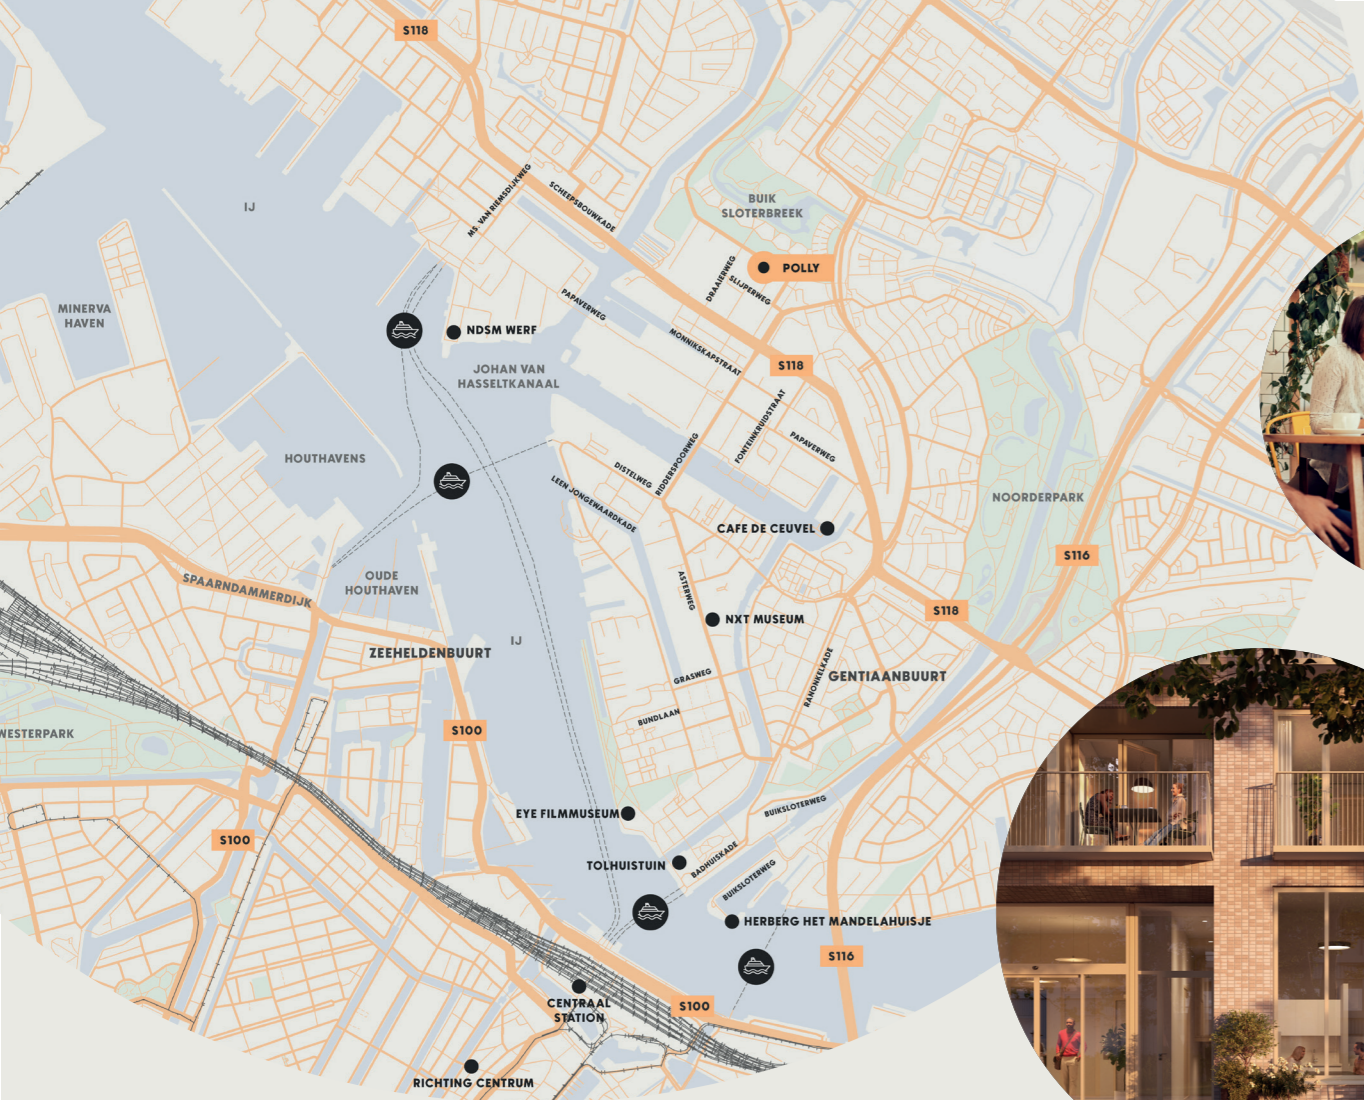 S118
MS. VAN RIEMSDIJKWEG
SCHEEPSBOUWKADE
BUIK
SLOTERBREEK
IJ
POLLY
DRAAIERWEG
SLIJPERWEG
PAPAVERWEG
MINERVA
HAVEN
NDSM WERF
MONNIKSKAPSTRAAT
S118
JOHAN VAN
HASSELTKANAAL
FONTEINKRUIDSTRAAT
PAPAVERWEG
RIDDERSPOORWEG
HOUTHAVENS
DISTELWEG
LEEN JONGEWAARDKADE
NOORDERPARK
CAFE DE CEUVEL
S116
SPAARNDAMMERDIJK
OUDE
HOUTHAVEN
ASTERWEG
S118
NXT MUSEUM
IJ
ZEEHELDENBUURT
GRASWEG
RANONKELKADE
GENTIAANBUURT
BUNDLAAN
S100
WESTERPARK
EYE FILMMUSEUM
BUIKSLOTERWEG
S100
TOLHUISTUIN
BADHUISKADE
BUIKSLOTERWEG
HERBERG HET MANDELAHUISJE
S116
CENTRAAL
STATION
S100
RICHTING CENTRUM